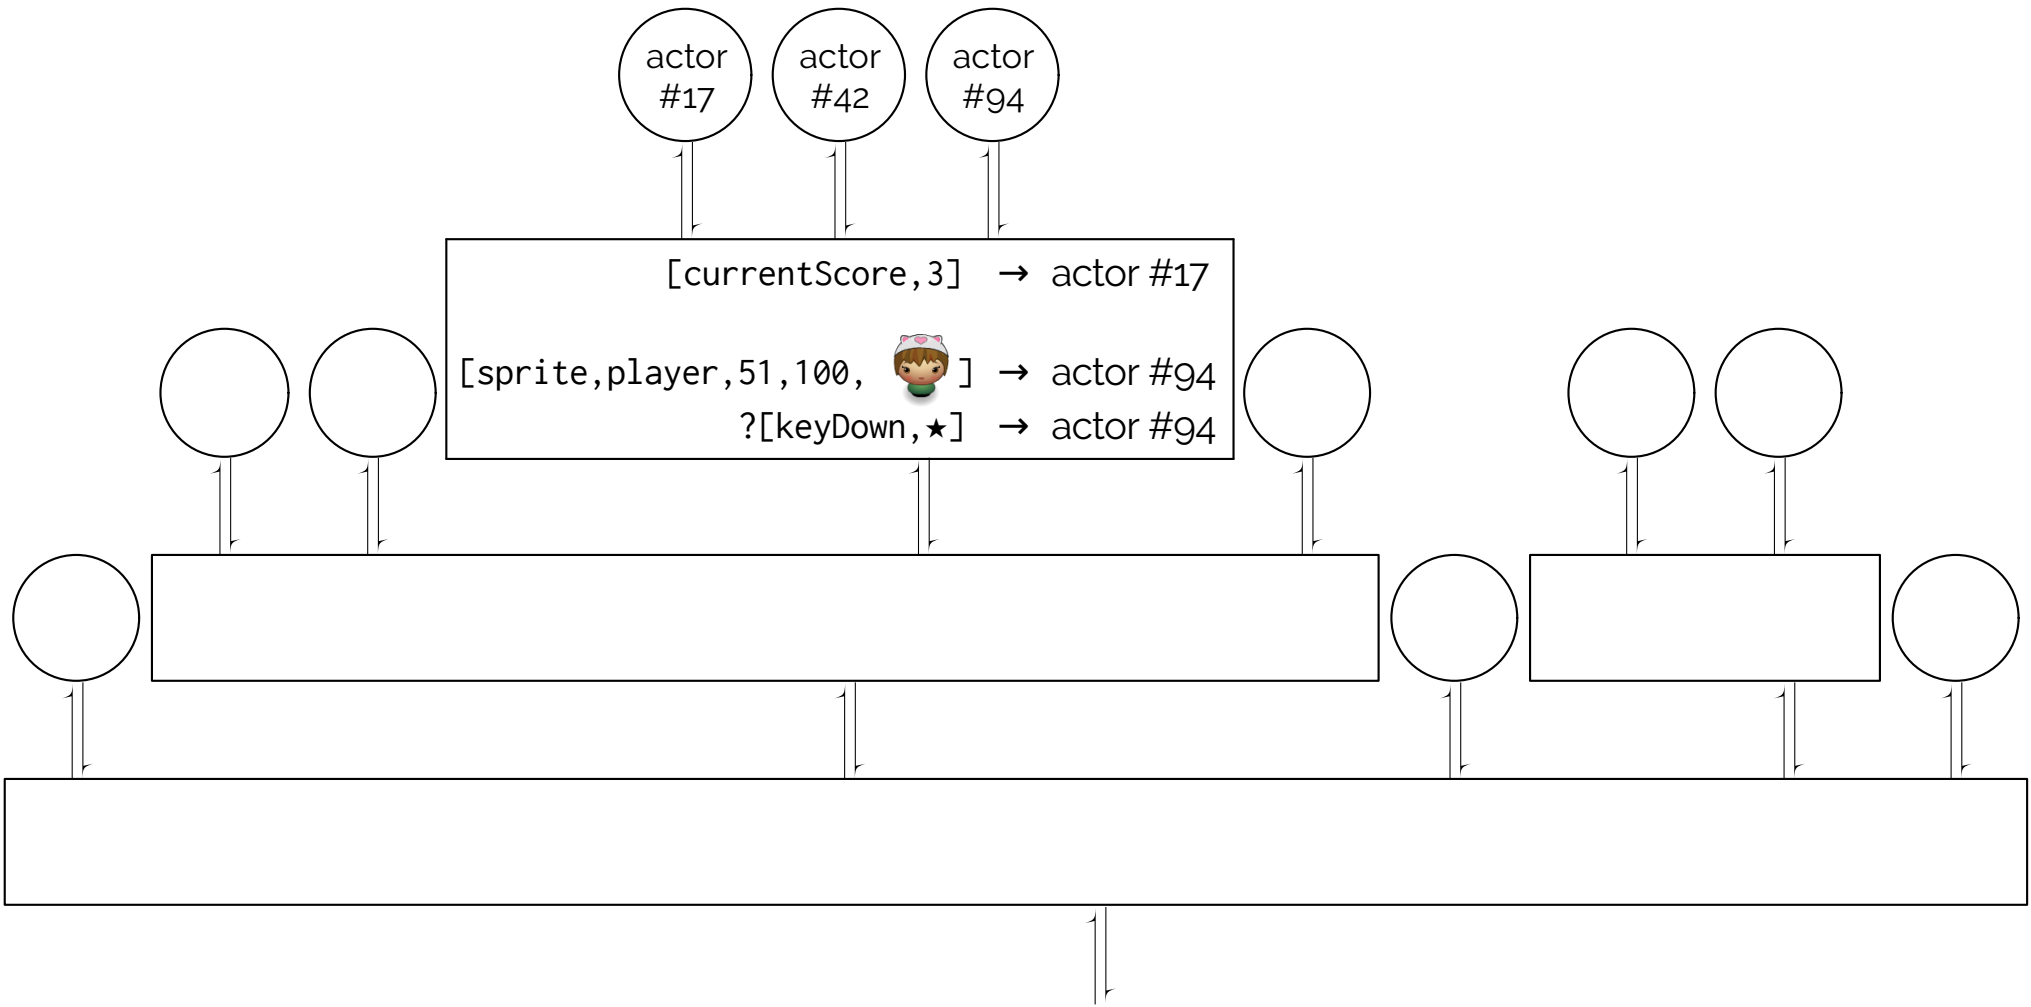 actor #17
actor #42
actor #94
[currentScore,3] → actor #17
[sprite,player,51,100, ] → actor #94
?[keyDown,★] → actor #94